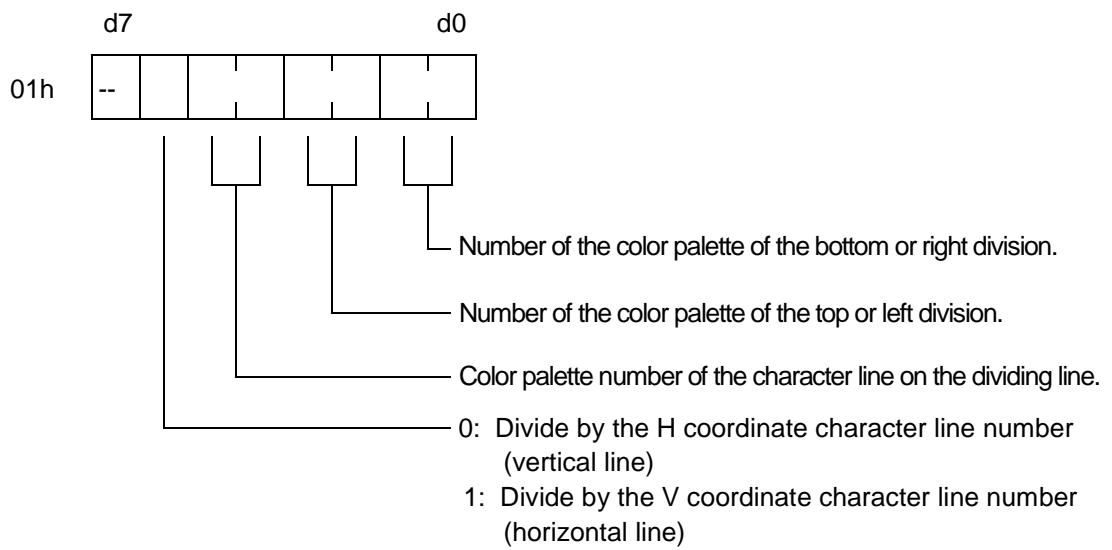 d7 d0
01h --
Number of the color palette of the bottom or right division.
Number of the color palette of the top or left division.
Color palette number of the character line on the dividing line.
0: Divide by the H coordinate character line number
(vertical line)
1: Divide by the V coordinate character line number
(horizontal line)